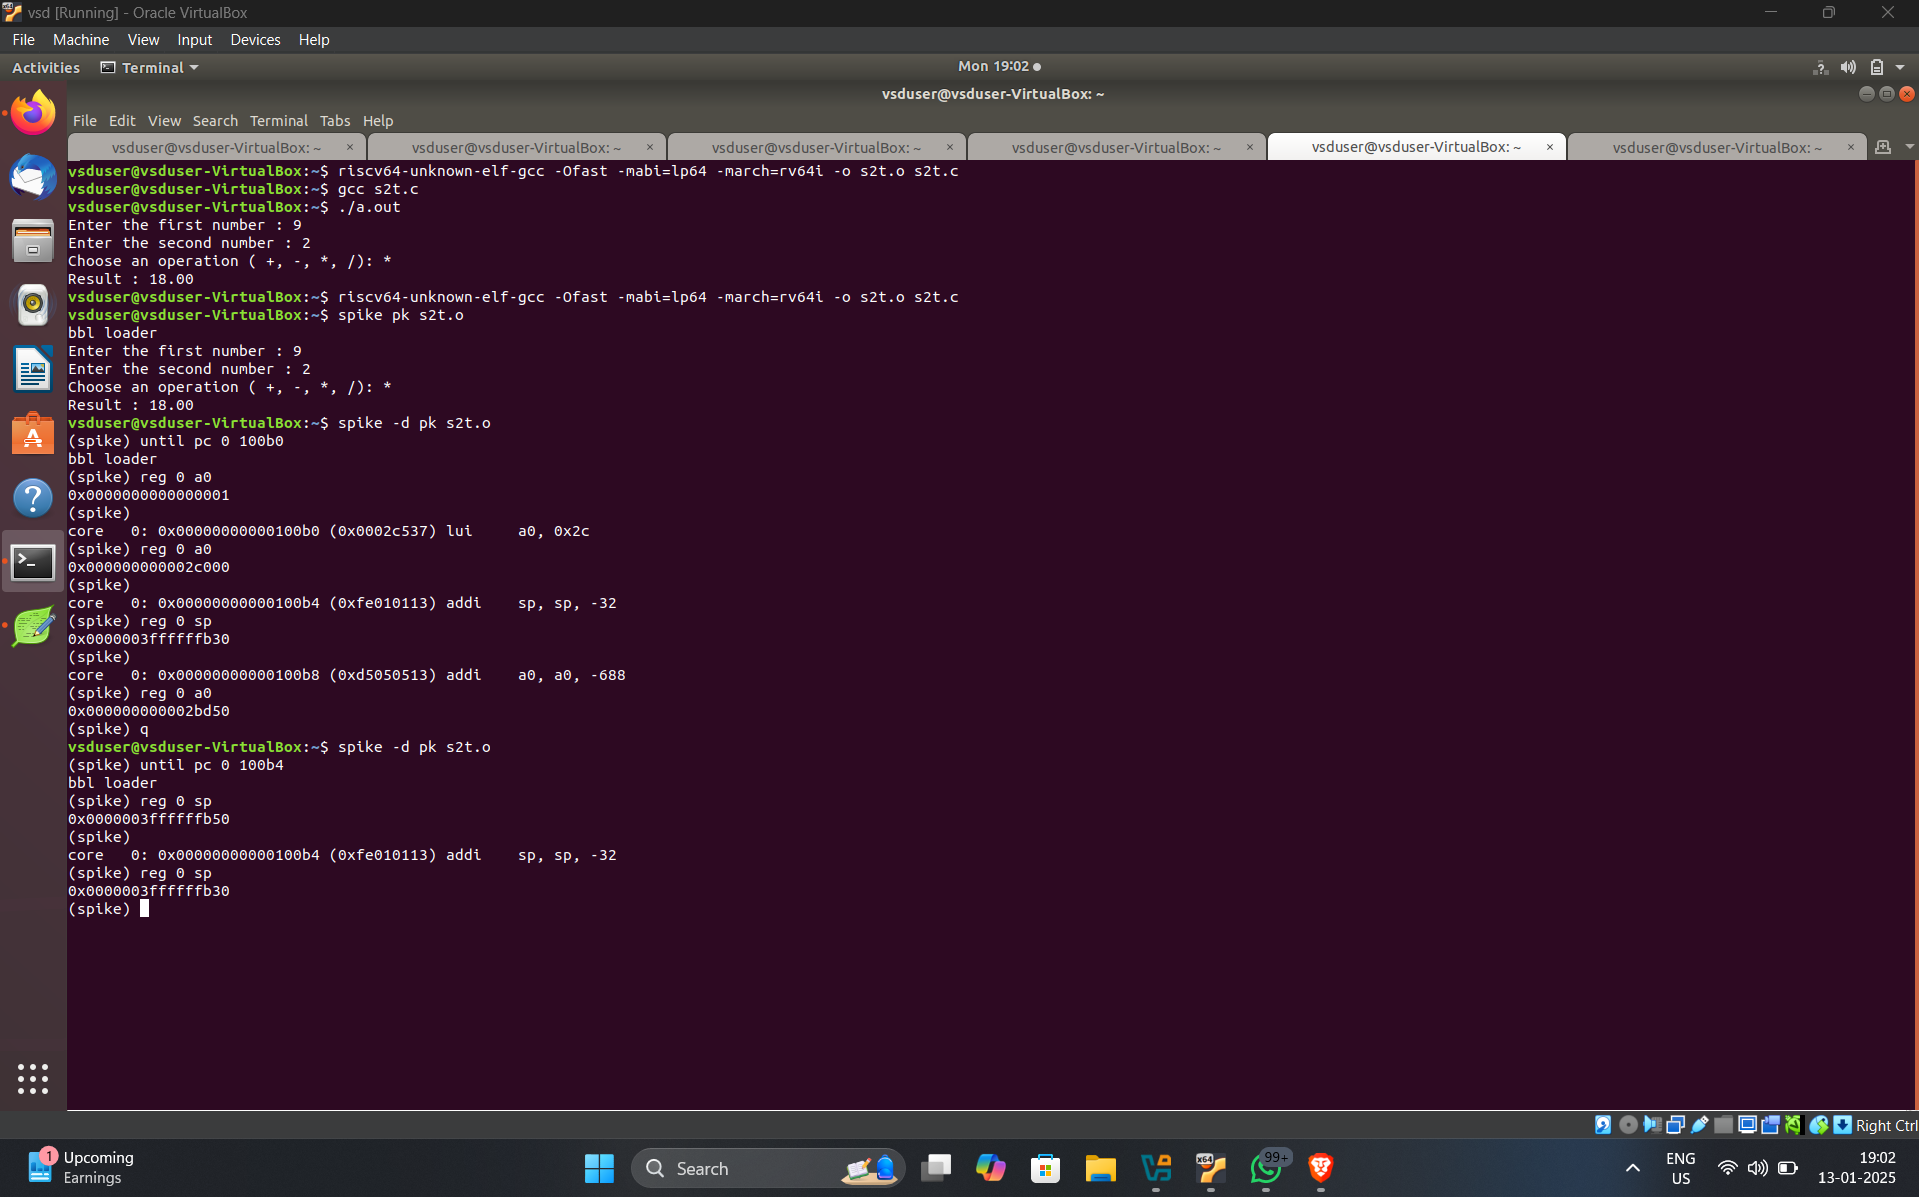 vsd [Running] - Oracle VirtualBox
File Machine View Input Devices Help
Activities Terminal Mon 19:02
vsduser@vsduser-VirtualBox: ~
File Edit View Search Terminal Tabs Help
vsduser@vsduser-VirtualBox: ~ × vsduser@vsduser-VirtualBox: ~ × vsduser@vsduser-VirtualBox: ~ × vsduser@vsduser-VirtualBox: ~ × vsduser@vsduser-VirtualBox: ~ × vsduser@vsduser-VirtualBox: ~ ×
vsduser@vsduser-VirtualBox:~$ riscv64-unknown-elf-gcc -Ofast -mabi=lp64 -march=rv64i -o s2t.o s2t.c
vsduser@vsduser-VirtualBox:~$ gcc s2t.c
vsduser@vsduser-VirtualBox:~$ ./a.out
Enter the first number : 9
Enter the second number : 2
Choose an operation ( +, -, *, /): *
Result : 18.00
vsduser@vsduser-VirtualBox:~$ riscv64-unknown-elf-gcc -Ofast -mabi=lp64 -march=rv64i -o s2t.o s2t.c
vsduser@vsduser-VirtualBox:~$ spike pk s2t.o
bbl loader
Enter the first number : 9
Enter the second number : 2
Choose an operation ( +, -, *, /): *
Result : 18.00
vsduser@vsduser-VirtualBox:~$ spike -d pk s2t.o
(spike) until pc 0 100b0
bbl loader
(spike) reg 0 a0
0x0000000000000001
(spike)
core   0: 0x00000000000100b0 (0x0002c537) lui     a0, 0x2c
(spike) reg 0 a0
0x000000000002c000
(spike)
core   0: 0x00000000000100b4 (0xfe010113) addi    sp, sp, -32
(spike) reg 0 sp
0x0000003ffffffb30
(spike)
core   0: 0x00000000000100b8 (0xd5050513) addi    a0, a0, -688
(spike) reg 0 a0
0x000000000002bd50
(spike) q
vsduser@vsduser-VirtualBox:~$ spike -d pk s2t.o
(spike) until pc 0 100b4
bbl loader
(spike) reg 0 sp
0x0000003ffffffb50
(spike)
core   0: 0x00000000000100b4 (0xfe010113) addi    sp, sp, -32
(spike) reg 0 sp
0x0000003ffffffb30
(spike)
Right Ctrl
1 Upcoming
Earnings
Search
x64
99+
ENG
US
19:02
13-01-2025